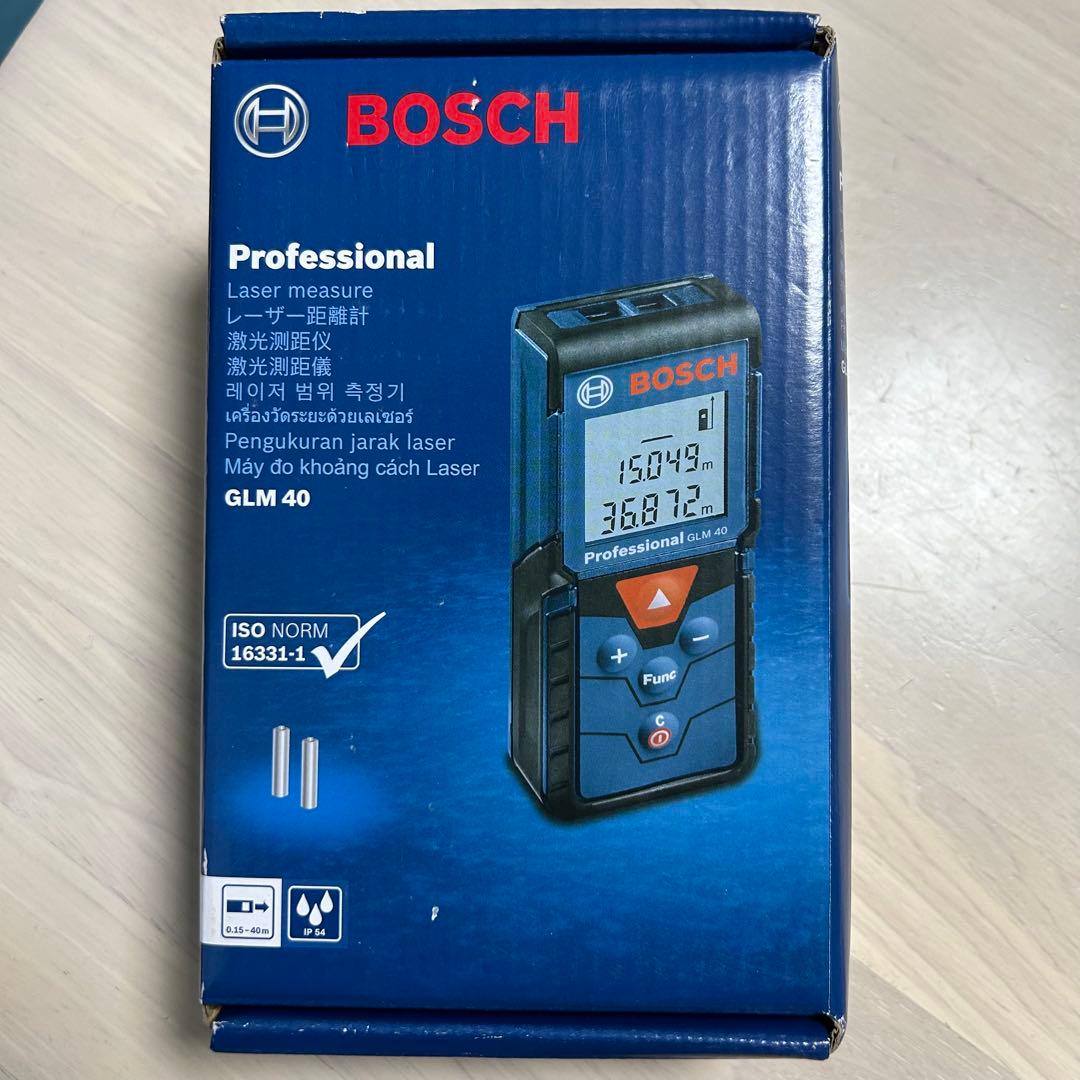 BOSCH
Professional
Laser measure
レーザー距離計
激光测距仪
激光測距儀
레이저 범위 측정기
เครื่องวัดระยะด้วยเลเซอร์
Pengukuran jarak laser
Máy đo khoảng cách Laser
GLM 40
BOSCH
15.049 m
36.872 m
Professional GLM 40
+
−
Func
C
ISO NORM
16331-1
0.15–40m
IP 54